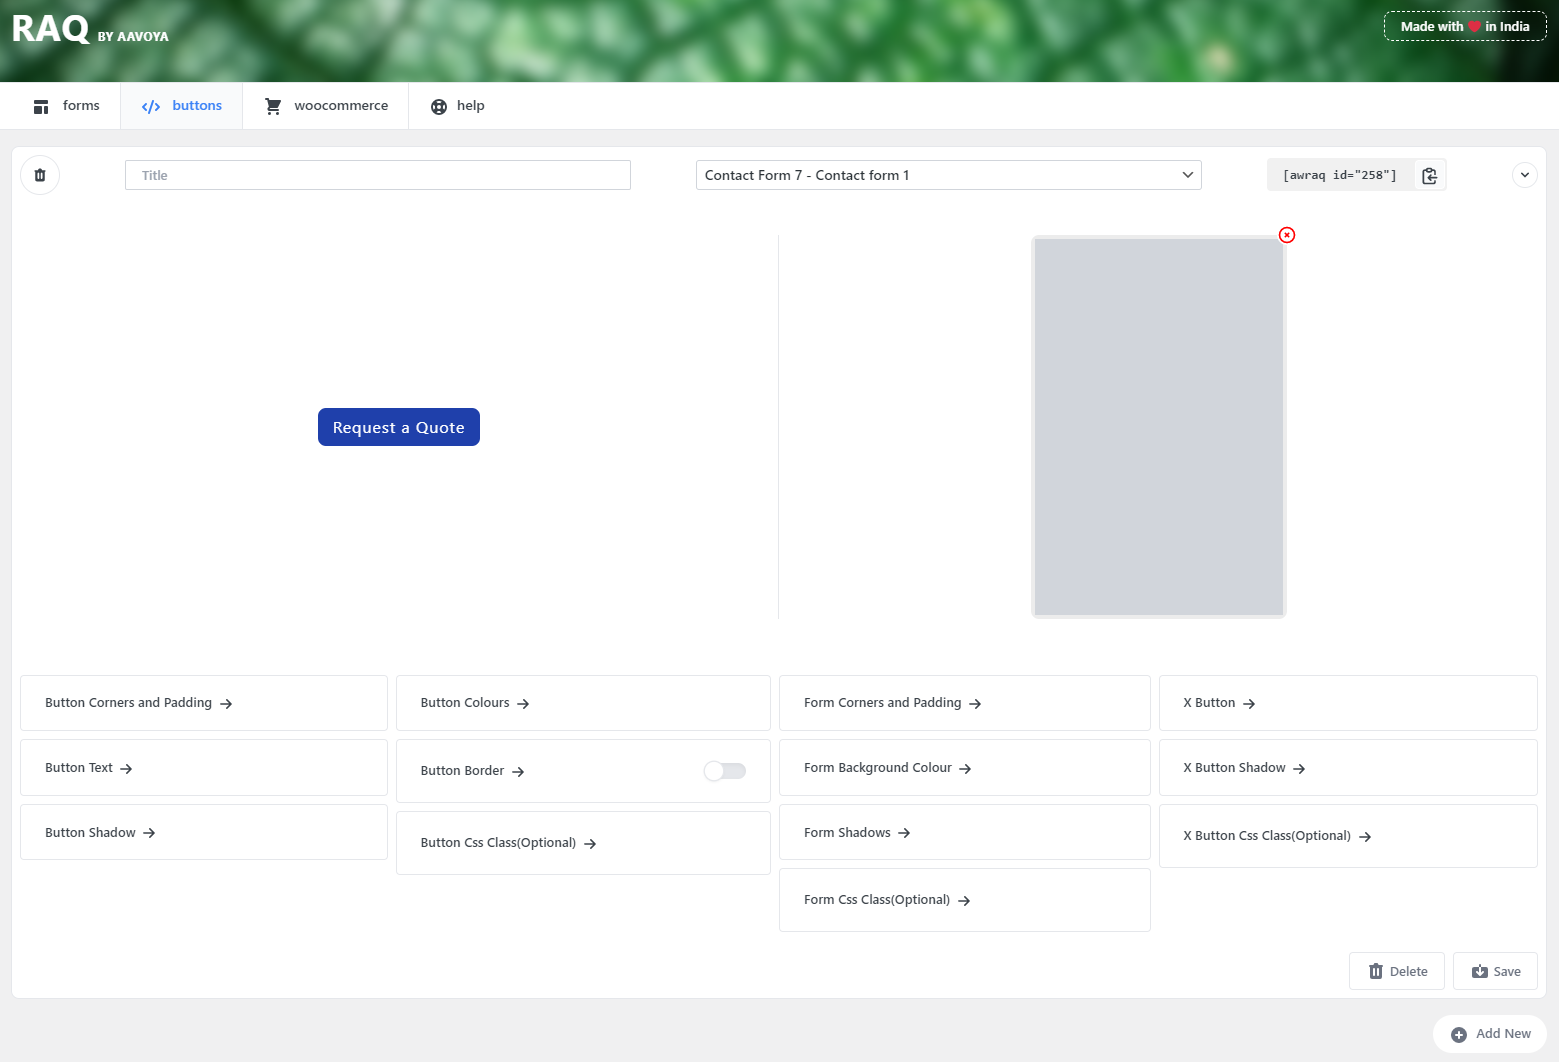 RAQ BY AAVOYA
Made with in India
forms
buttons
woocommerce
help
Title
Contact Form 7 - Contact form 1
[awraq id="258"]
Request a Quote
Button Corners and Padding
Button Colours
Form Corners and Padding
X Button
Button Text
Button Border
Form Background Colour
X Button Shadow
Button Shadow
Button Css Class(Optional)
Form Shadows
X Button Css Class(Optional)
Form Css Class(Optional)
Delete
Save
Add New